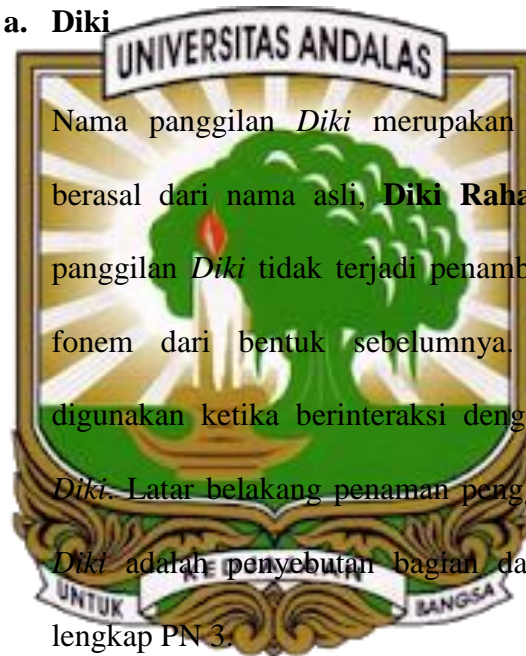 a. Diki
UNIVERSITAS ANDALAS
Nama panggilan Diki merupakan
berasal dari nama asli, Diki Raha
panggilan Diki tidak terjadi penamb
fonem dari bentuk sebelumnya.
digunakan ketika berinteraksi deng
Diki. Latar belakang penaman pengg
Diki adalah penyebutan bagian da
KEDJAJAAN
UNTUK BANGSA
lengkap PN 3.